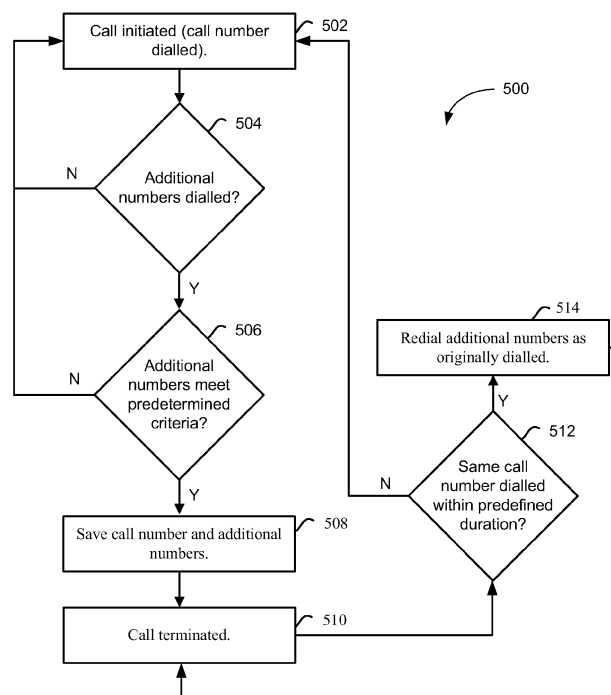 Call initiated (call number
dialled).
502
500
504
Additional
numbers dialled?
N
Y
506
Additional
numbers meet
predetermined
criteria?
N
Y
514
Redial additional numbers as
originally dialled.
Y
512
Same call
number dialled
within predefined
duration?
N
Save call number and additional
numbers.
508
Call terminated.
510